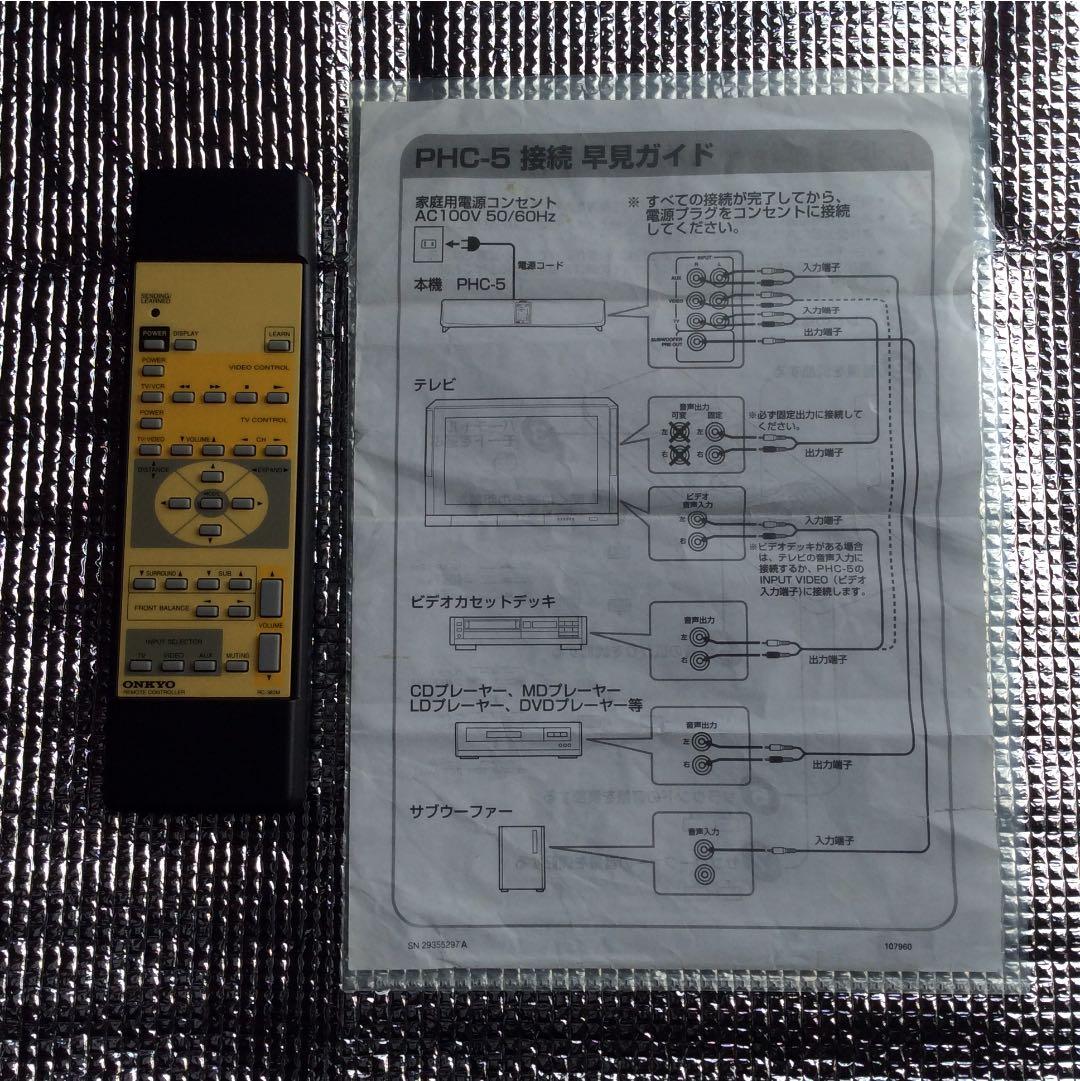 SENDING/
LEARNED
POWER DISPLAY LEARN
POWER
VIDEO CONTROL
TV/VCR ◄◄ ►► ■ ►
POWER
TV CONTROL
TV/VIDEO ▼ VOLUME ▲ ◄ CH ►
▲
DISTANCE
▼
◄EXPAND►
MODE
▼ SURROUND ▲ ▼ SUB ▲
FRONT BALANCE ◄ ►
VOLUME
INPUT SELECTOR
TV VIDEO AUX MUTING
ONKYO
REMOTE CONTROLLER
PHC-5 接続 早見ガイド
家庭用電源コンセント
AC100V 50/60Hz
※ すべての接続が完了してから、
電源プラグをコンセントに接続
してください。
電源コード
本機 PHC-5
INPUT
R L
AUX
VIDEO
TV
SUBWOOFER
PRE OUT
入力端子
入力端子
出力端子
テレビ
音声出力
可変 固定
左
右
※必ず固定出力に接続して
ください。
出力端子
ビデオ
音声入力
左
右
入力端子
※ビデオデッキがある場合
は、テレビの音声入力に
接続するか、PHC-5の
INPUT VIDEO(ビデオ
入力端子)に接続します。
ビデオカセットデッキ
音声出力
左
右
出力端子
CDプレーヤー、MDプレーヤー
LDプレーヤー、DVDプレーヤー等
音声出力
左
右
出力端子
サブウーファー
音声入力
入力端子
SN 29355297A
107960